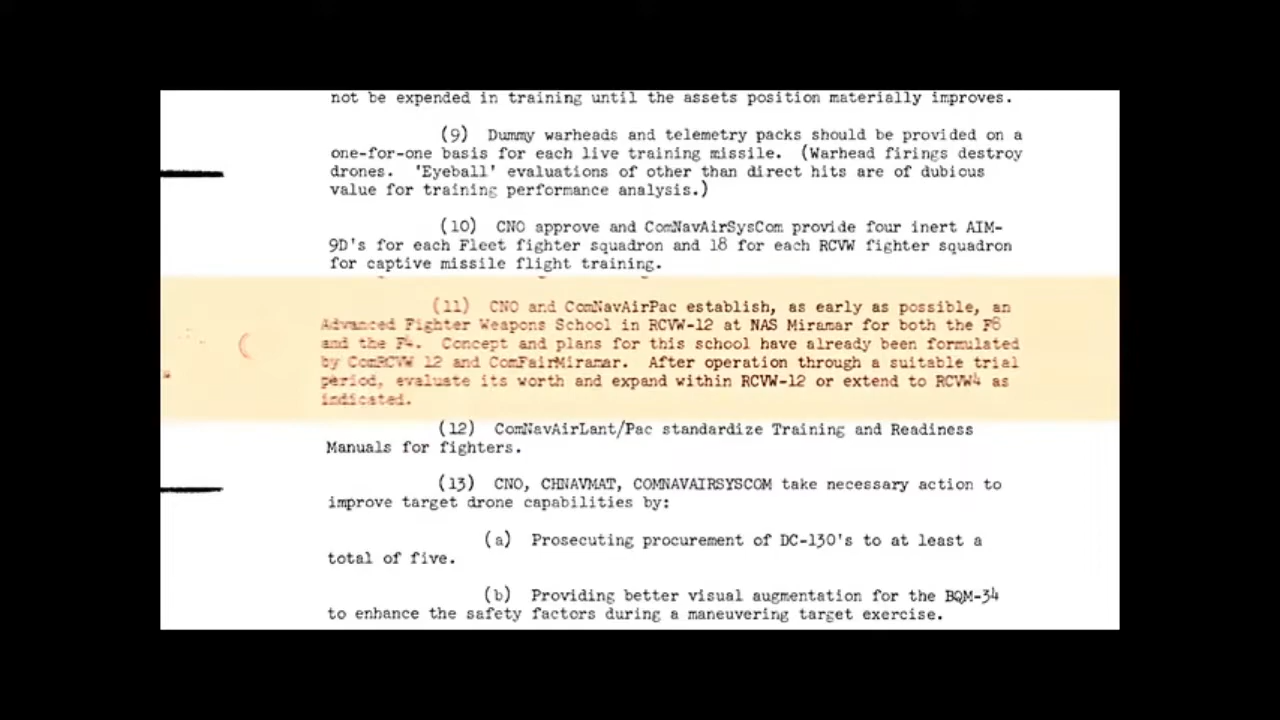 not be expended in training until the assets position materially improves.
(9) Dummy warheads and telemetry packs should be provided on a
one-for-one basis for each live training missile. (Warhead firings destroy
drones. 'Eyeball' evaluations of other than direct hits are of dubious
value for training performance analysis.)
(10) CNO approve and ComNavAirSysCom provide four inert AIM-
9D's for each Fleet fighter squadron and 18 for each RCVW fighter squadron
for captive missile flight training.
(11) CNO and ComNavAirPac establish, as early as possible, an
Advanced Fighter Weapons School in RCVW-12 at NAS Miramar for both the F8
and the F4. Concept and plans for this school have already been formulated
by ComRCVW 12 and ComFairMiramar. After operation through a suitable trial
period, evaluate its worth and expand within RCVW-12 or extend to RCVW4 as
indicated.
(12) ComNavAirLant/Pac standardize Training and Readiness
Manuals for fighters.
(13) CNO, CHNAVMAT, COMNAVAIRSYSCOM take necessary action to
improve target drone capabilities by:
(a) Prosecuting procurement of DC-130's to at least a
total of five.
(b) Providing better visual augmentation for the BQM-34
to enhance the safety factors during a maneuvering target exercise.